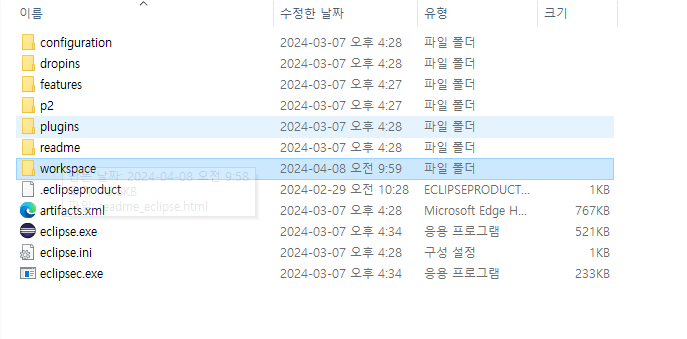 이름 수정한 날짜 유형 크기
configuration 2024-03-07 오후 4:28 파일 폴더
dropins 2024-03-07 오후 4:28 파일 폴더
features 2024-03-07 오후 4:27 파일 폴더
p2 2024-03-07 오후 4:27 파일 폴더
plugins 2024-03-07 오후 4:28 파일 폴더
readme 2024-03-07 오후 4:28 파일 폴더
workspace 2024-04-08 오전 9:59 파일 폴더
날짜: 2024-04-08 오전 9:58
.eclipseproduct 2024-02-29 오전 10:28 ECLIPSEPRODUCT... 1KB
KB
artifacts.xml 2024-03-07 오후 4:28 Microsoft Edge H... 767KB
readme_eclipse.html
eclipse.exe 2024-03-07 오후 4:34 응용 프로그램 521KB
eclipse.ini 2024-03-07 오후 4:28 구성 설정 1KB
eclipsec.exe 2024-03-07 오후 4:34 응용 프로그램 233KB